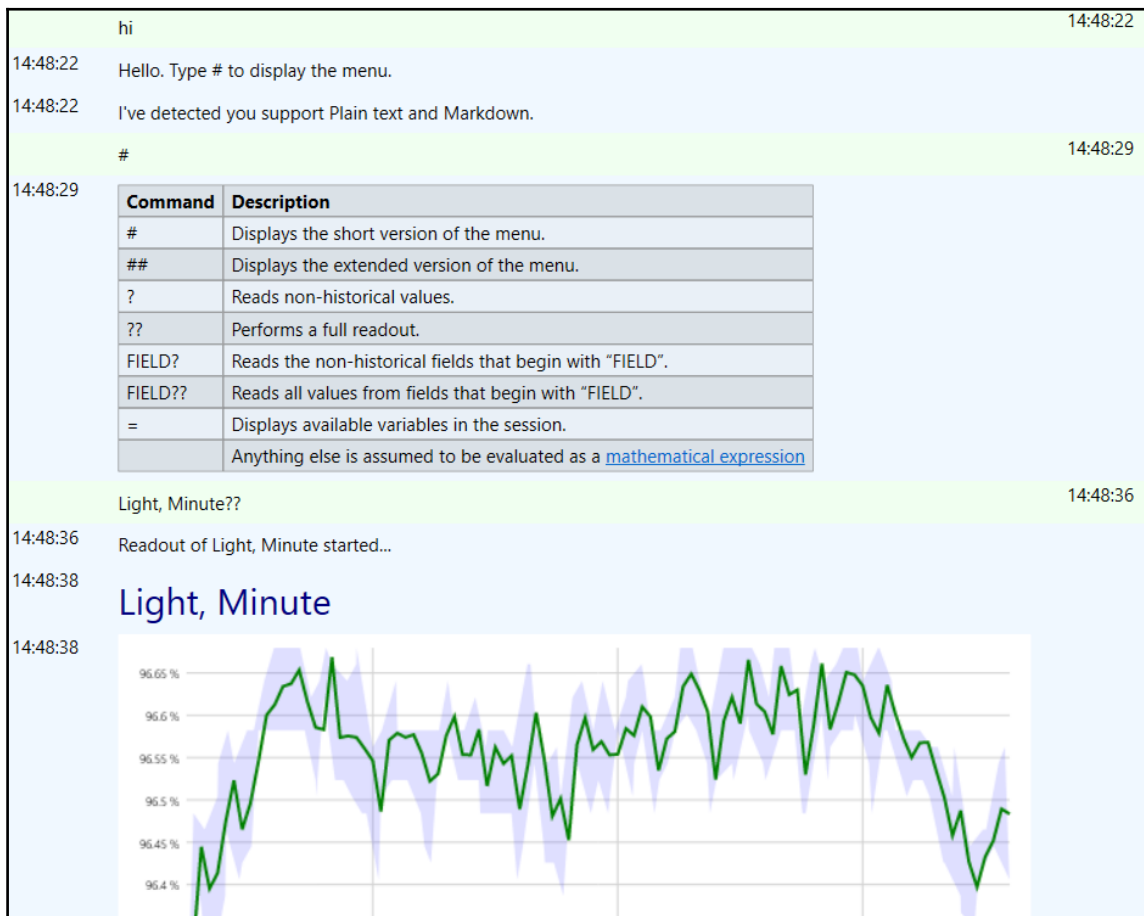 hi 14:48:22
14:48:22 Hello. Type # to display the menu.
14:48:22 I've detected you support Plain text and Markdown.
# 14:48:29
14:48:29
Command Description
# Displays the short version of the menu.
## Displays the extended version of the menu.
? Reads non-historical values.
?? Performs a full readout.
FIELD? Reads the non-historical fields that begin with “FIELD”.
FIELD?? Reads all values from fields that begin with “FIELD”.
= Displays available variables in the session.
Anything else is assumed to be evaluated as a mathematical expression
Light, Minute?? 14:48:36
14:48:36 Readout of Light, Minute started...
14:48:38 Light, Minute
14:48:38
96.65 %
96.6 %
96.55 %
96.5 %
96.45 %
96.4 %